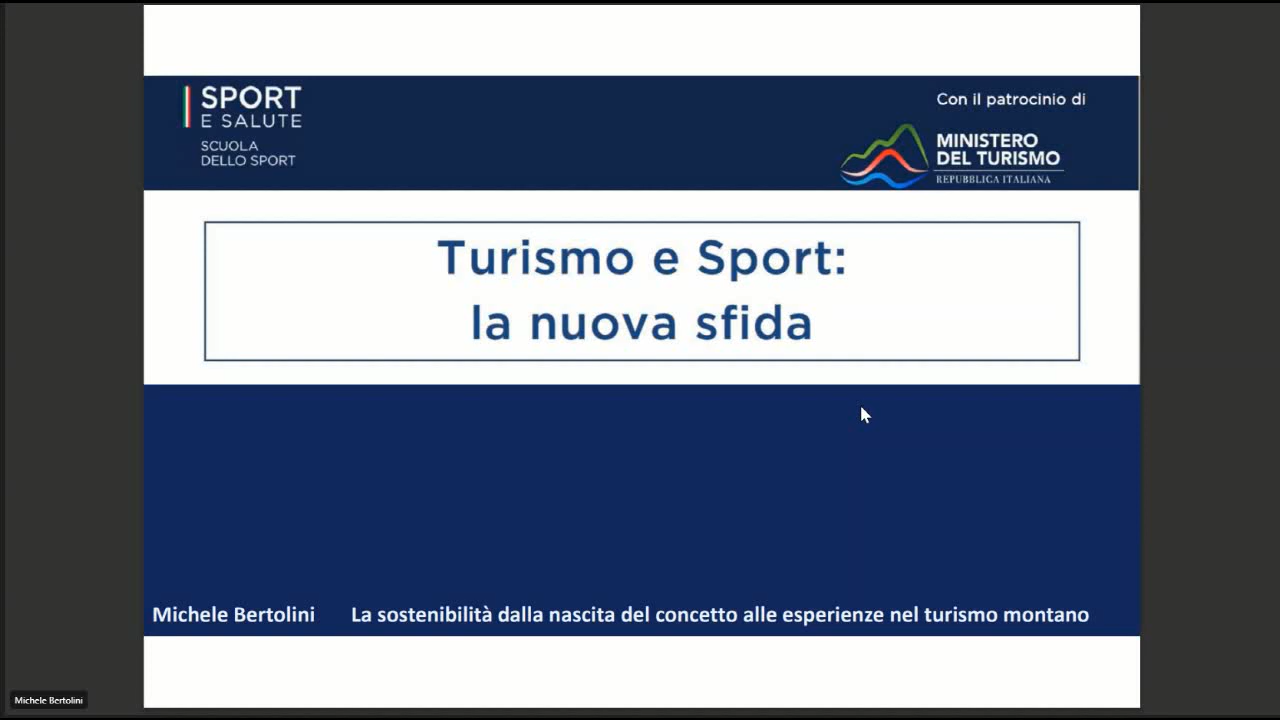 SPORT
E SALUTE
SCUOLA
DELLO SPORT
Con il patrocinio di
MINISTERO
DEL TURISMO
REPUBBLICA ITALIANA
Turismo e Sport:
la nuova sfida
Michele Bertolini La sostenibilità dalla nascita del concetto alle esperienze nel turismo montano
Michele Bertolini